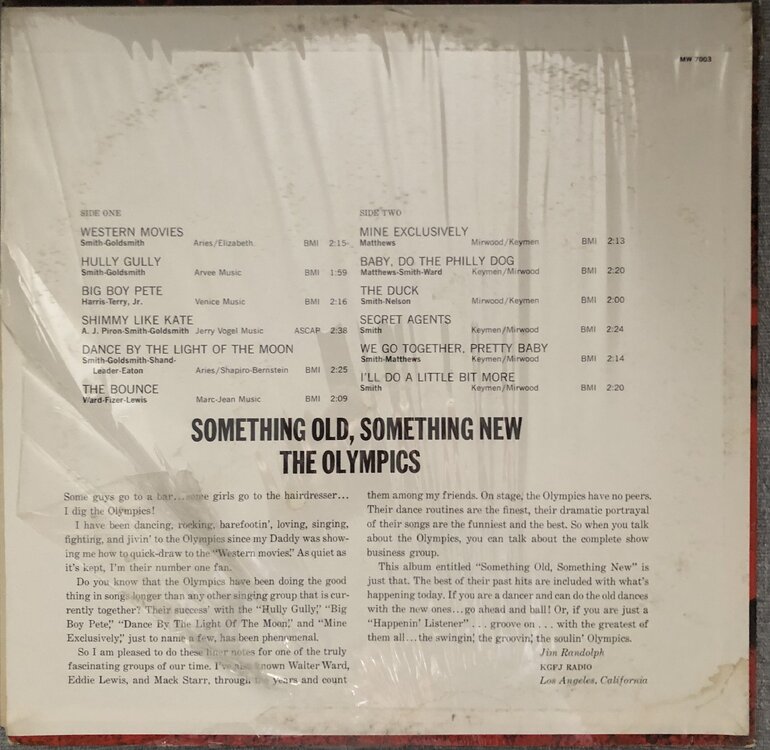 MW 7003
SIDE ONE
WESTERN MOVIES
Smith-Goldsmith Aries/Elizabeth BMI 2:15
HULLY GULLY
Smith-Goldsmith Arvee Music BMI 1:59
BIG BOY PETE
Harris-Terry, Jr. Venice Music BMI 2:16
SHIMMY LIKE KATE
A. J. Piron-Smith-Goldsmith Jerry Vogel Music ASCAP 2:38
DANCE BY THE LIGHT OF THE MOON
Smith-Goldsmith-Shand-
Leader-Eaton Aries/Shapiro-Bernstein BMI 2:25
THE BOUNCE
Ward-Fizer-Lewis Marc-Jean Music BMI 2:09
SIDE TWO
MINE EXCLUSIVELY
Matthews Mirwood/Keymen BMI 2:13
BABY, DO THE PHILLY DOG
Matthews-Smith-Ward Keymen/Mirwood BMI 2:20
THE DUCK
Smith-Nelson Mirwood/Keymen BMI 2:00
SECRET AGENTS
Smith Keymen/Mirwood BMI 2:24
WE GO TOGETHER, PRETTY BABY
Smith-Matthews Keymen/Mirwood BMI 2:14
I'LL DO A LITTLE BIT MORE
Smith Keymen/Mirwood BMI 2:20
SOMETHING OLD, SOMETHING NEW
THE OLYMPICS
Some guys go to a bar...some girls go to the hairdresser...
I dig the Olympics!
I have been dancing, rocking, barefootin', loving, singing,
fighting, and jivin' to the Olympics since my Daddy was show-
ing me how to quick-draw to the "Western movies." As quiet as
it's kept, I'm their number one fan.
Do you know that the Olympics have been doing the good
thing in songs longer than any other singing group that is cur-
rently together? Their success' with the "Hully Gully," "Big
Boy Pete," "Dance By The Light Of The Moon," and "Mine
Exclusively," just to name a few, has been phenomenal.
So I am pleased to do these liner notes for one of the truly
fascinating groups of our time. I've also known Walter Ward,
Eddie Lewis, and Mack Starr, through the years and count
them among my friends. On stage, the Olympics have no peers.
Their dance routines are the finest, their dramatic portrayal
of their songs are the funniest and the best. So when you talk
about the Olympics, you can talk about the complete show
business group.
This album entitled "Something Old, Something New" is
just that. The best of their past hits are included with what's
happening today. If you are a dancer and can do the old dances
with the new ones...go ahead and ball! Or, if you are just a
"Happenin' Listener" . . . groove on . . . with the greatest of
them all...the swingin', the groovin', the soulin' Olympics.
Jim Randolph
KGFJ RADIO
Los Angeles, California